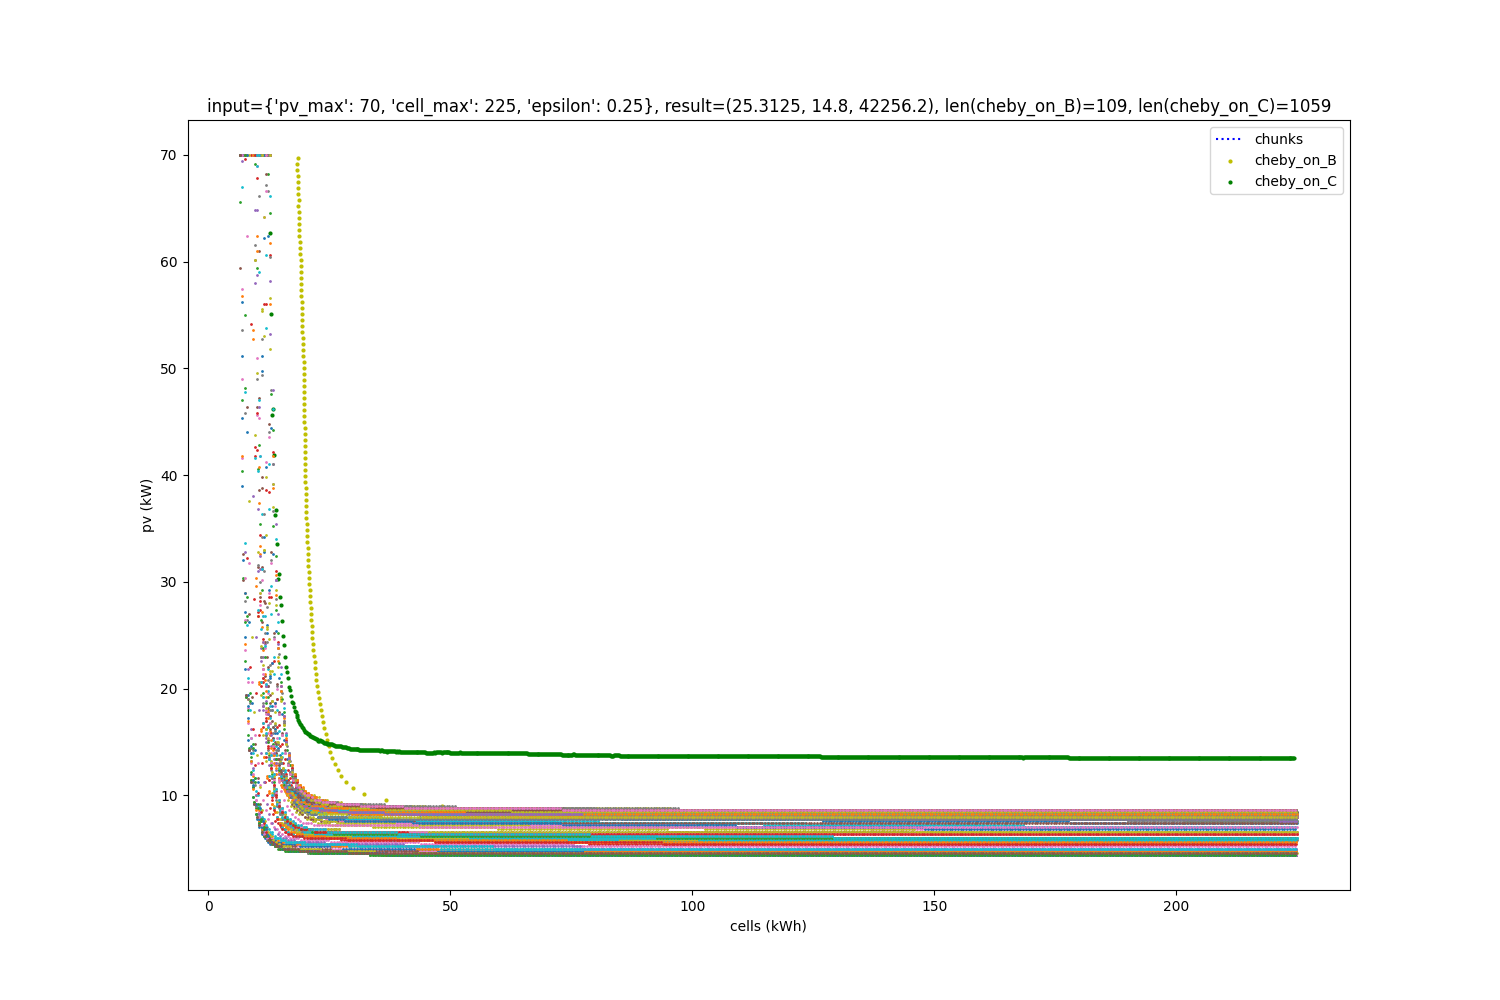 input={'pv_max': 70, 'cell_max': 225, 'epsilon': 0.25}, result=(25.3125, 14.8, 42256.2), len(cheby_on_B)=109, len(cheby_on_C)=1059
chunks
cheby_on_B
cheby_on_C
70
60
50
40
30
20
10
pv (kW)
0 50 100 150 200
cells (kWh)